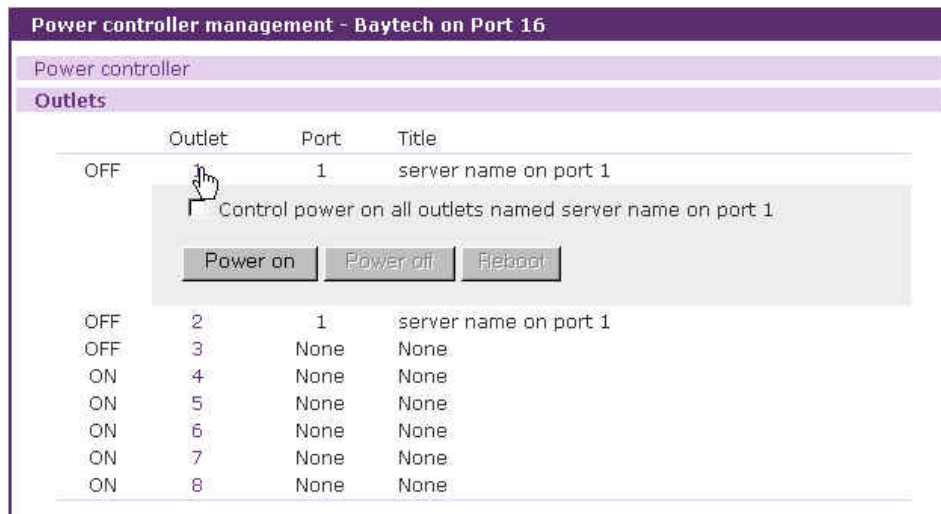 Power controller management - Baytech on Port 16
Power controller
Outlets
Outlet Port Title
OFF 1 1 server name on port 1
Control power on all outlets named server name on port 1
Power on Power off Reboot
OFF 2 1 server name on port 1
OFF 3 None None
ON 4 None None
ON 5 None None
ON 6 None None
ON 7 None None
ON 8 None None